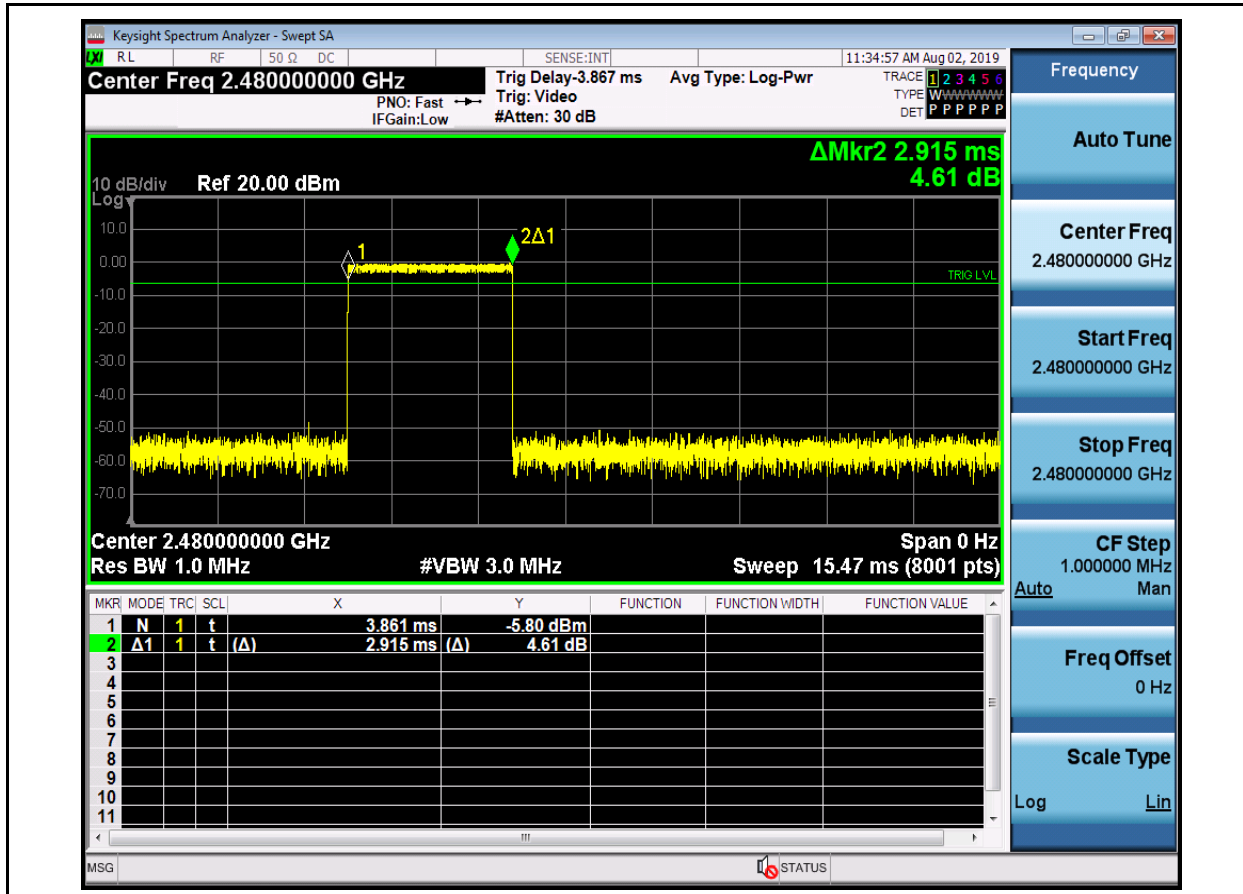 Keysight Spectrum Analyzer - Swept SA
LXI RL RF 50 Ω DC SENSE:INT 11:34:57 AM Aug 02, 2019
Center Freq 2.480000000 GHz
PNO: Fast
IFGain:Low
Trig Delay-3.867 ms
Trig: Video
#Atten: 30 dB
Avg Type: Log-Pwr
TRACE 1 2 3 4 5 6
TYPE WWWWWW
DET P P P P P P
ΔMkr2 2.915 ms
4.61 dB
10 dB/div Ref 20.00 dBm
Log
10.0
0.00
-10.0
-20.0
-30.0
-40.0
-50.0
-60.0
-70.0
1
2Δ1
TRIG LVL
Center 2.480000000 GHz Span 0 Hz
Res BW 1.0 MHz #VBW 3.0 MHz Sweep 15.47 ms (8001 pts)
MKR MODE TRC SCL X Y FUNCTION FUNCTION WIDTH FUNCTION VALUE
1 N 1 t 3.861 ms -5.80 dBm
2 Δ1 1 t (Δ) 2.915 ms (Δ) 4.61 dB
3
4
5
6
7
8
9
10
11
MSG STATUS
Frequency
Auto Tune
Center Freq
2.480000000 GHz
Start Freq
2.480000000 GHz
Stop Freq
2.480000000 GHz
CF Step
1.000000 MHz
Auto Man
Freq Offset
0 Hz
Scale Type
Log Lin